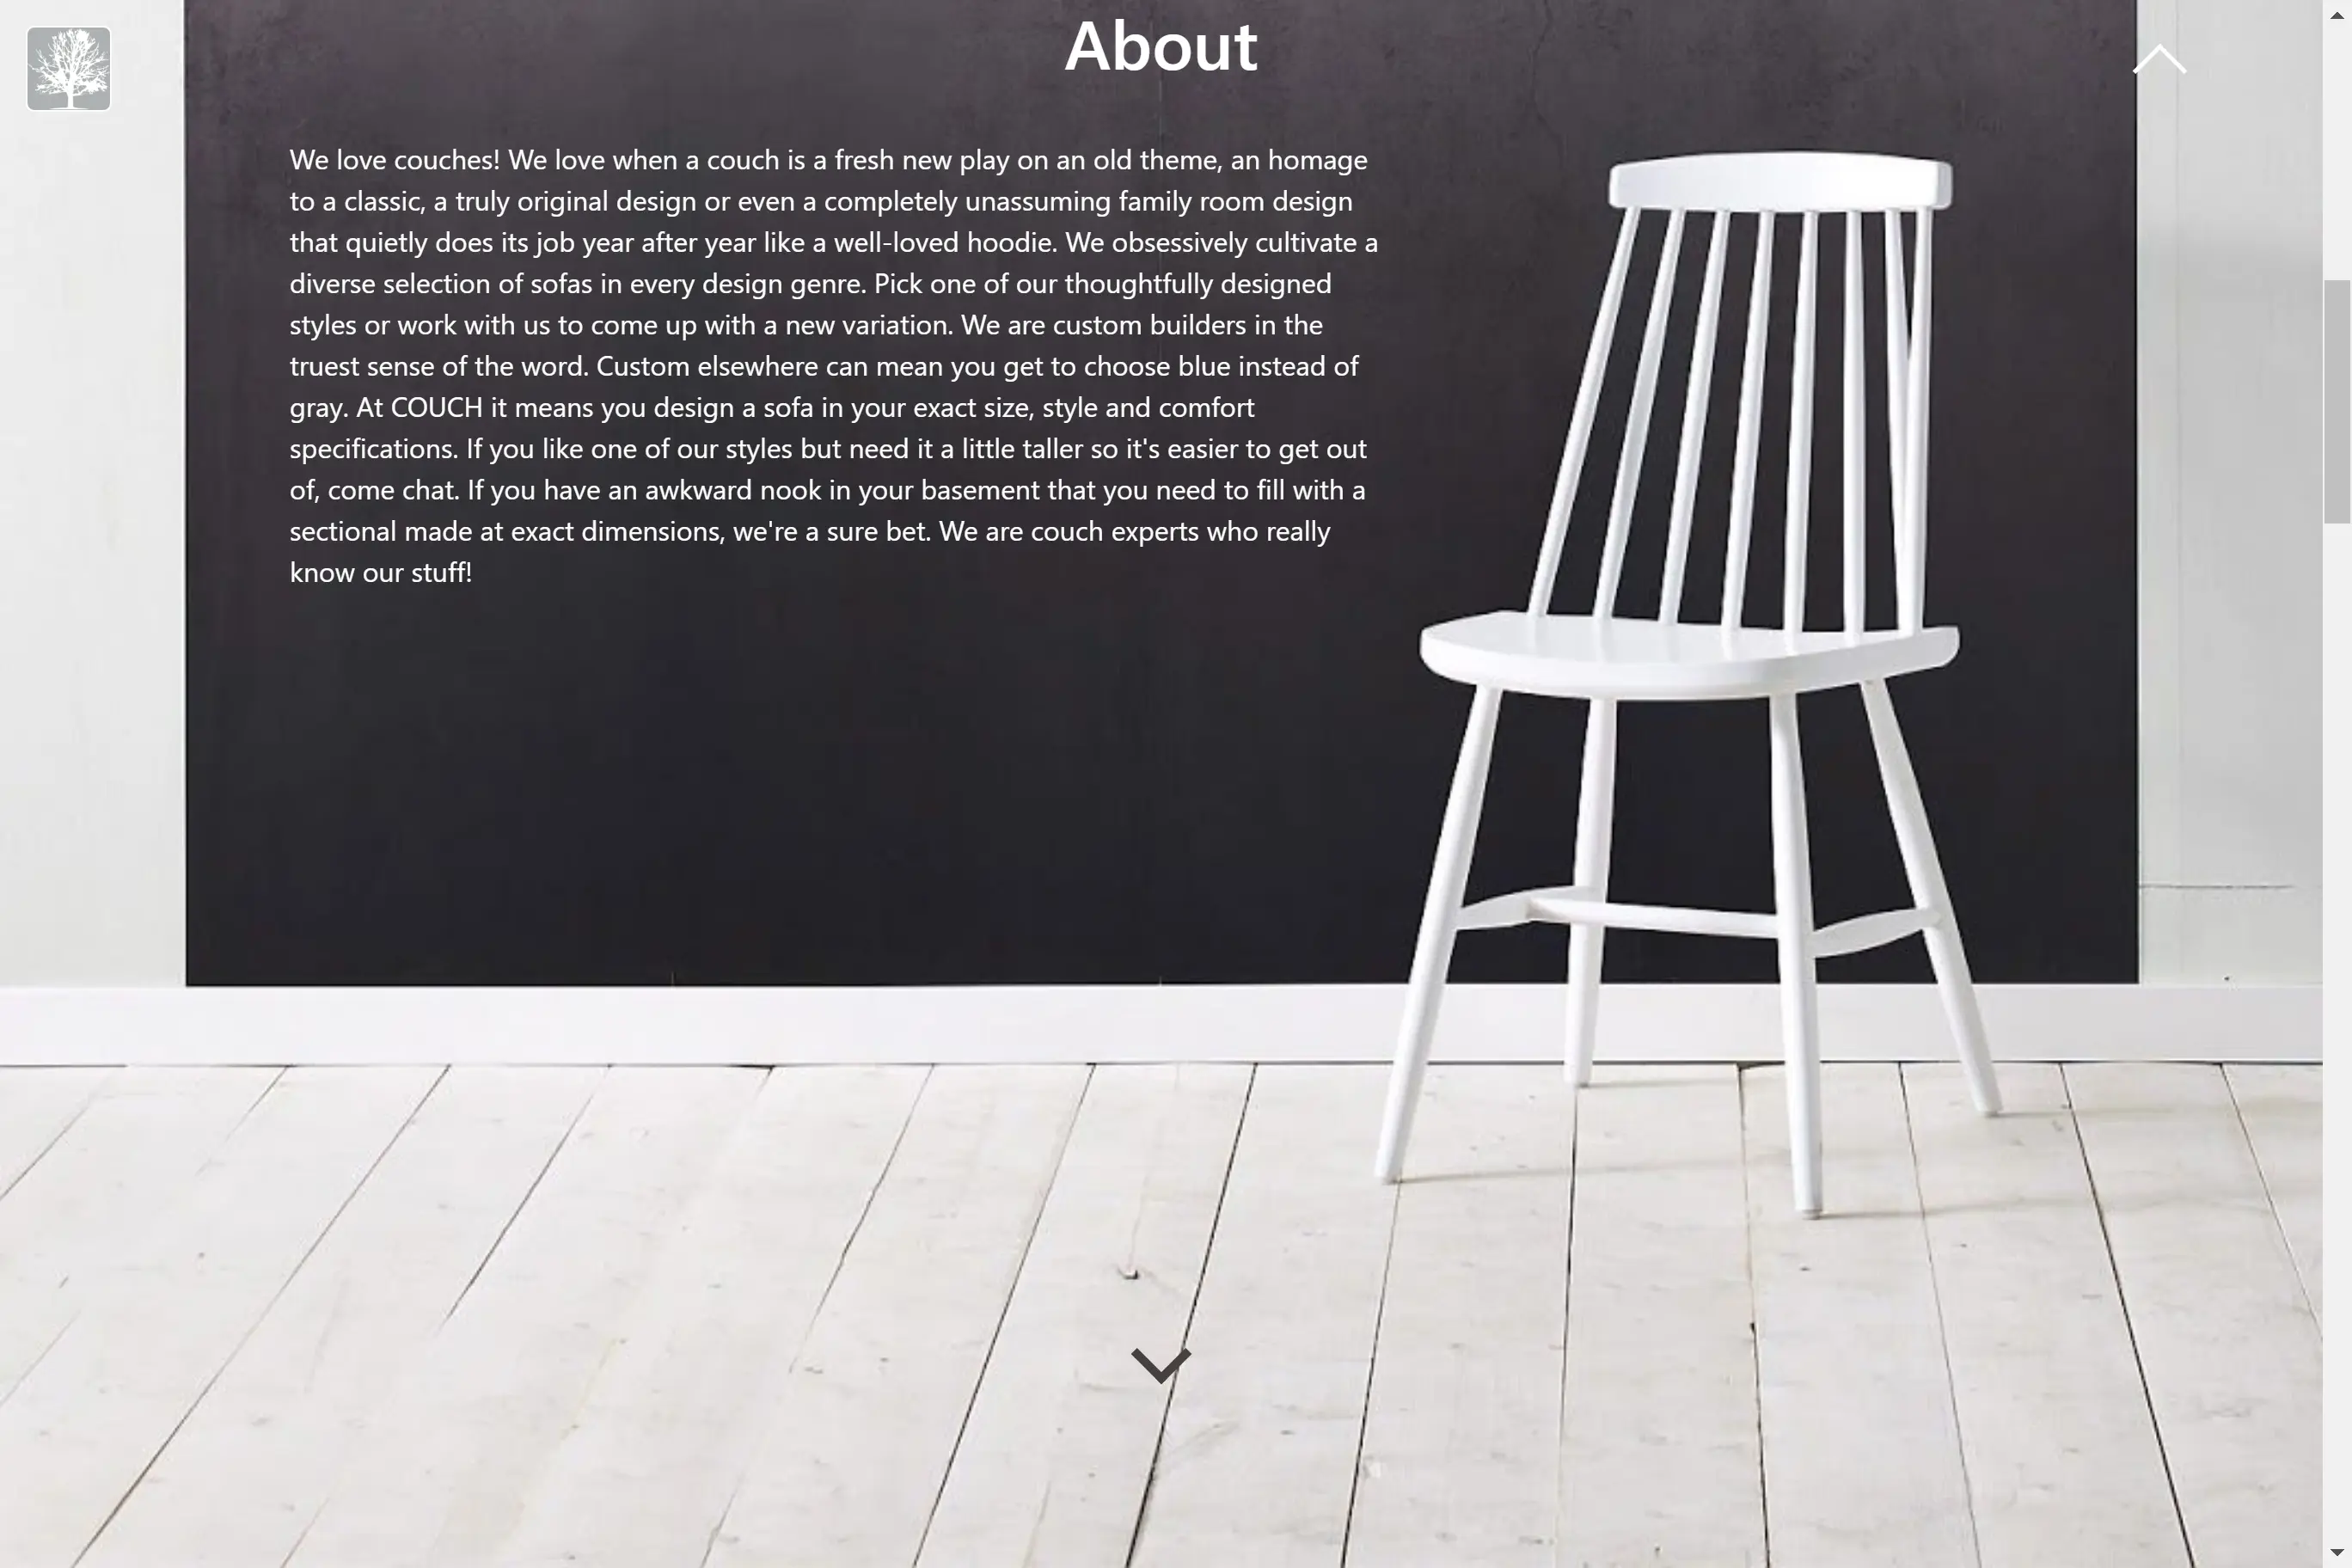 About
We love couches! We love when a couch is a fresh new play on an old theme, an homage
to a classic, a truly original design or even a completely unassuming family room design
that quietly does its job year after year like a well-loved hoodie. We obsessively cultivate a
diverse selection of sofas in every design genre. Pick one of our thoughtfully designed
styles or work with us to come up with a new variation. We are custom builders in the
truest sense of the word. Custom elsewhere can mean you get to choose blue instead of
gray. At COUCH it means you design a sofa in your exact size, style and comfort
specifications. If you like one of our styles but need it a little taller so it's easier to get out
of, come chat. If you have an awkward nook in your basement that you need to fill with a
sectional made at exact dimensions, we're a sure bet. We are couch experts who really
know our stuff!